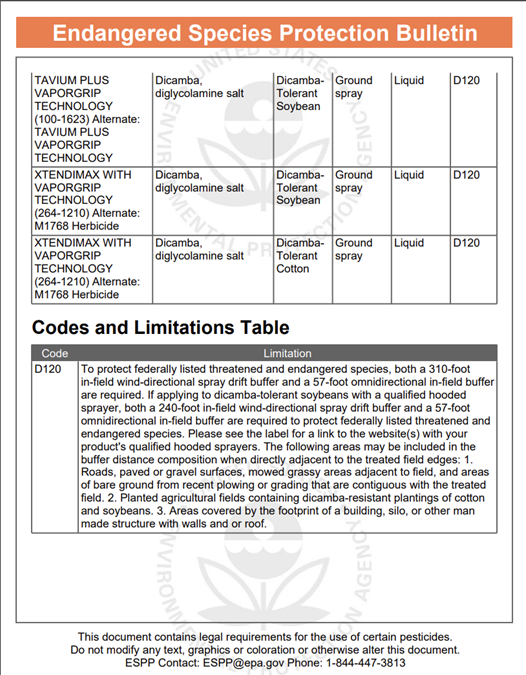 Endangered Species Protection Bulletin
TAVIUM PLUS VAPORGRIP TECHNOLOGY (100-1623) Alternate: TAVIUM PLUS VAPORGRIP TECHNOLOGY | Dicamba, diglycolamine salt | Dicamba-Tolerant Soybean | Ground spray | Liquid | D120
XTENDIMAX WITH VAPORGRIP TECHNOLOGY (264-1210) Alternate: M1768 Herbicide | Dicamba, diglycolamine salt | Dicamba-Tolerant Soybean | Ground spray | Liquid | D120
XTENDIMAX WITH VAPORGRIP TECHNOLOGY (264-1210) Alternate: M1768 Herbicide | Dicamba, diglycolamine salt | Dicamba-Tolerant Cotton | Ground spray | Liquid | D120
Codes and Limitations Table
Code | Limitation
D120
To protect federally listed threatened and endangered species, both a 310-foot
in-field wind-directional spray drift buffer and a 57-foot omnidirectional in-field buffer
are required. If applying to dicamba-tolerant soybeans with a qualified hooded
sprayer, both a 240-foot in-field wind-directional spray drift buffer and a 57-foot
omnidirectional in-field buffer are required to protect federally listed threatened and
endangered species. Please see the label for a link to the website(s) with your
product's qualified hooded sprayers. The following areas may be included in the
buffer distance composition when directly adjacent to the treated field edges: 1.
Roads, paved or gravel surfaces, mowed grassy areas adjacent to field, and areas
of bare ground from recent plowing or grading that are contiguous with the treated
field. 2. Planted agricultural fields containing dicamba-resistant plantings of cotton
and soybeans. 3. Areas covered by the footprint of a building, silo, or other man
made structure with walls and or roof.
This document contains legal requirements for the use of certain pesticides.
Do not modify any text, graphics or coloration or otherwise alter this document.
ESPP Contact: ESPP@epa.gov Phone: 1-844-447-3813